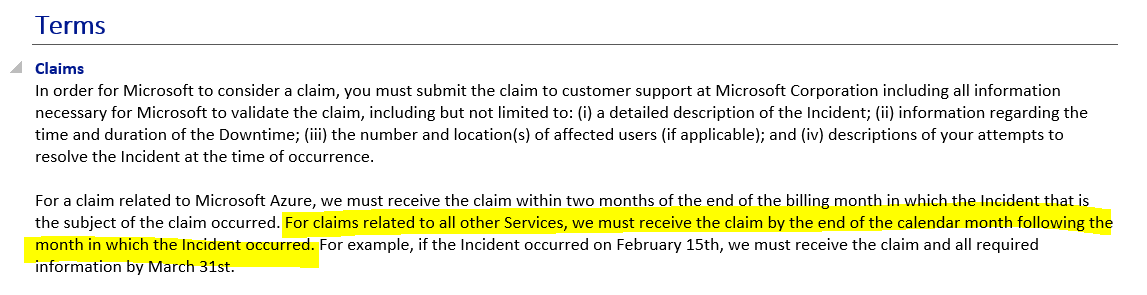 Terms
Claims
In order for Microsoft to consider a claim, you must submit the claim to customer support at Microsoft Corporation including all information
necessary for Microsoft to validate the claim, including but not limited to: (i) a detailed description of the Incident; (ii) information regarding the
time and duration of the Downtime; (iii) the number and location(s) of affected users (if applicable); and (iv) descriptions of your attempts to
resolve the Incident at the time of occurrence.
For a claim related to Microsoft Azure, we must receive the claim within two months of the end of the billing month in which the Incident that is
the subject of the claim occurred. For claims related to all other Services, we must receive the claim by the end of the calendar month following the
month in which the Incident occurred. For example, if the Incident occurred on February 15th, we must receive the claim and all required
information by March 31st.